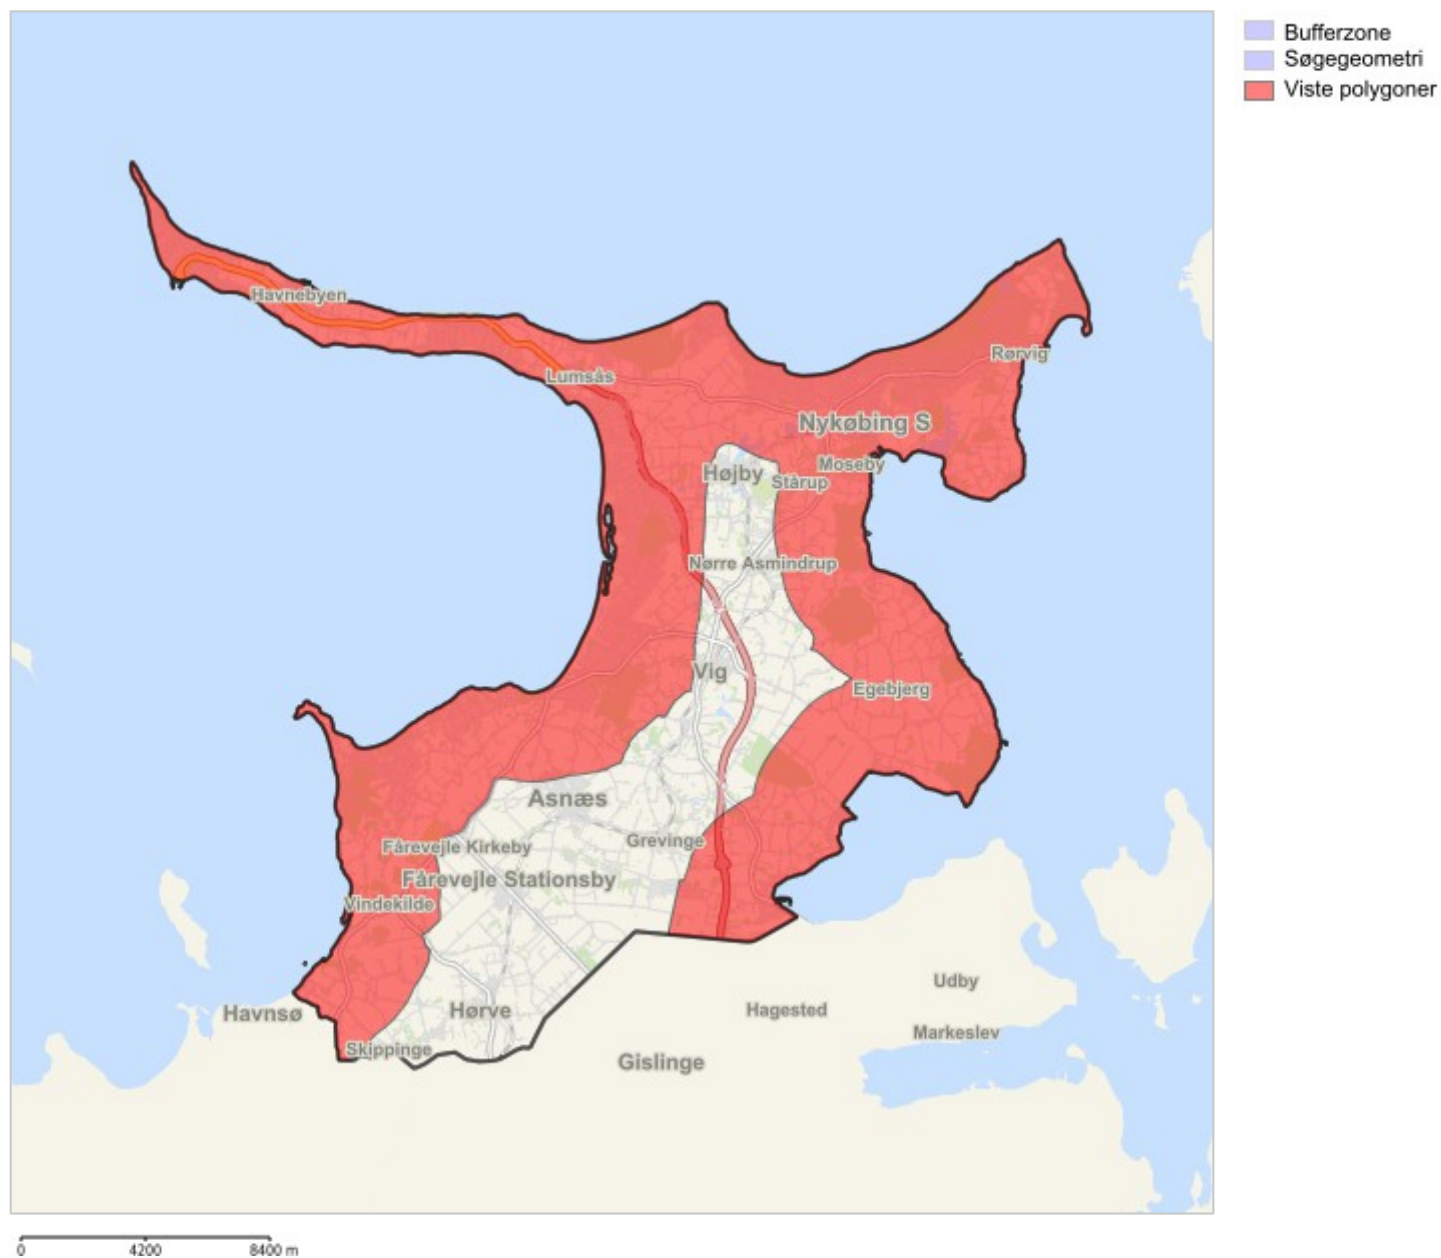 Bufferzone
Søgegeometri
Viste polygoner
Havnebyen
Rørvig
Lumsås
Nykøbing S
Moseby
Højby
Stårup
Nørre Asmindrup
Vig
Egebjerg
Asnæs
Grevinge
Fårevejle Kirkeby
Fårevejle Stationsby
Vindekilde
Udby
Havnsø
Hørve
Hagested
Markeslev
Skippinge
Gislinge
0 4200 8400 m